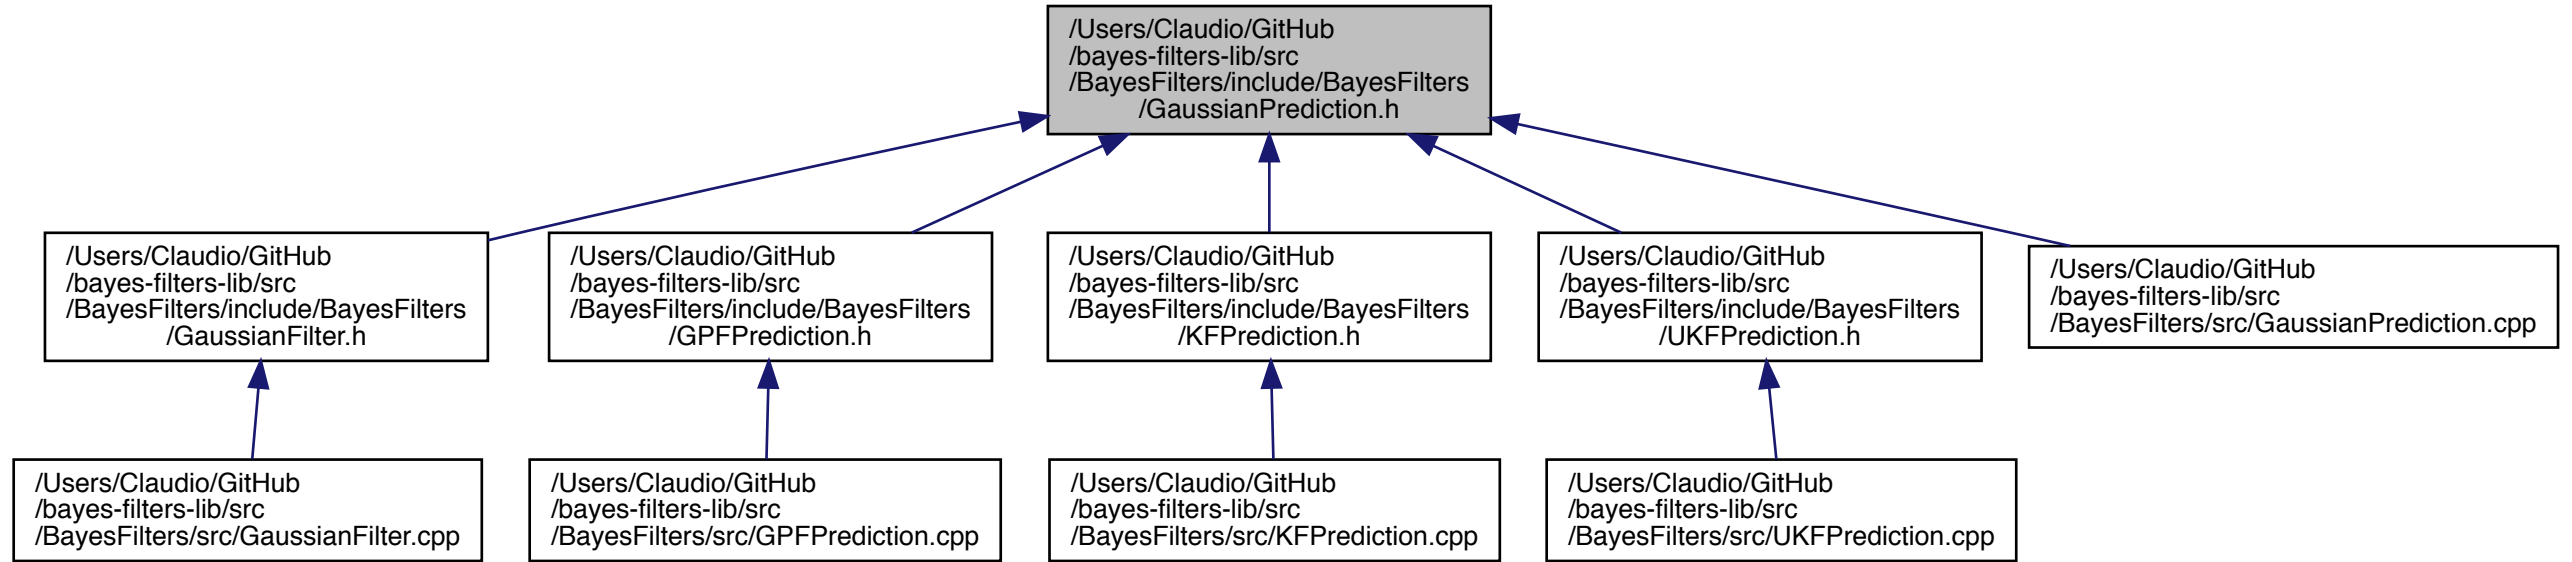 /Users/Claudio/GitHub
/bayes-filters-lib/src
/BayesFilters/include/BayesFilters
/GaussianPrediction.h
/Users/Claudio/GitHub
/bayes-filters-lib/src
/BayesFilters/include/BayesFilters
/GaussianFilter.h
/Users/Claudio/GitHub
/bayes-filters-lib/src
/BayesFilters/include/BayesFilters
/GPFPrediction.h
/Users/Claudio/GitHub
/bayes-filters-lib/src
/BayesFilters/include/BayesFilters
/KFPrediction.h
/Users/Claudio/GitHub
/bayes-filters-lib/src
/BayesFilters/include/BayesFilters
/UKFPrediction.h
/Users/Claudio/GitHub
/bayes-filters-lib/src
/BayesFilters/src/GaussianPrediction.cpp
/Users/Claudio/GitHub
/bayes-filters-lib/src
/BayesFilters/src/GaussianFilter.cpp
/Users/Claudio/GitHub
/bayes-filters-lib/src
/BayesFilters/src/GPFPrediction.cpp
/Users/Claudio/GitHub
/bayes-filters-lib/src
/BayesFilters/src/KFPrediction.cpp
/Users/Claudio/GitHub
/bayes-filters-lib/src
/BayesFilters/src/UKFPrediction.cpp